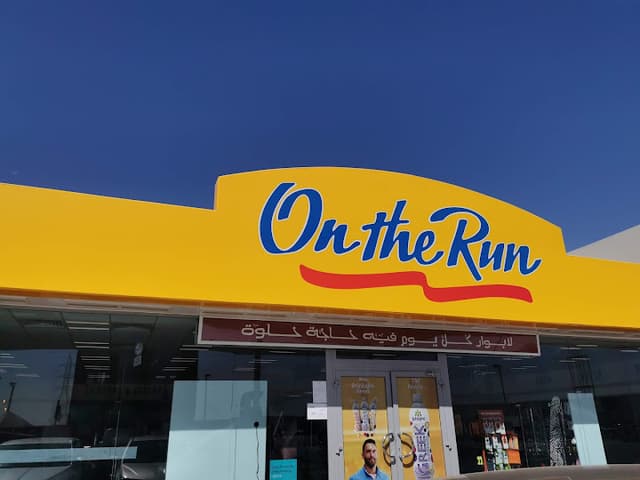 On the Run
لابوار كل يوم فيه حاجة حلوة